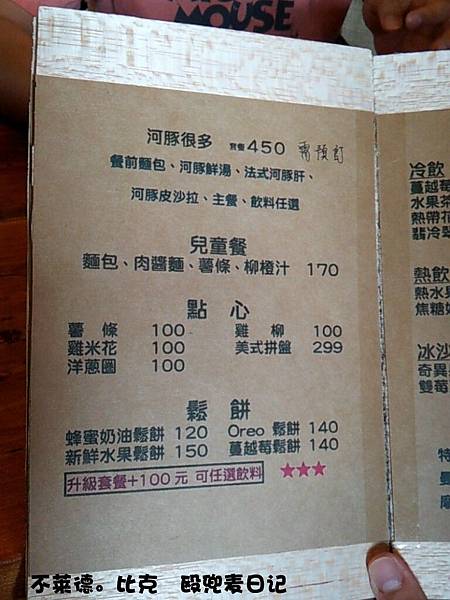 MOUSE
河豚很多 套餐450 需預訂
餐前麵包、河豚鮮湯、法式河豚肝、
河豚皮沙拉、主餐、飲料任選
兒童餐
麵包、肉醬麵、薯條、柳橙汁 170
點 心
薯 條 100 雞 柳 100
雞米花 100 美式拼盤 299
洋蔥圈 100
鬆 餅
蜂蜜奶油鬆餅 120 Oreo 鬆餅 140
新鮮水果鬆餅 150 蔓越莓鬆餅 140
升級套餐+100元 可任選飲料 ★★★
冷飲
蔓越莓
水果茶
熱帶花
翡冷翠
熱飲
熱水果
焦糖
冰沙
奇異
雙莓
特
不萊德。比克 毆兜麦日记